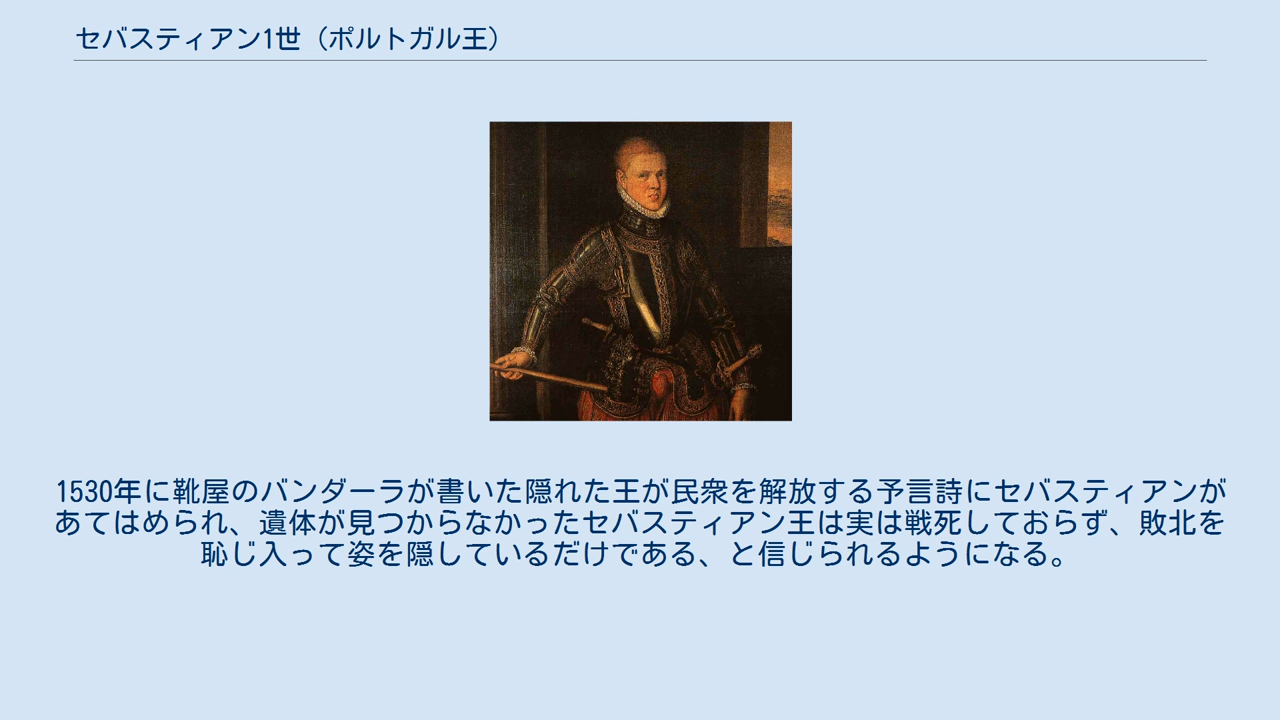 セバスティアン1世（ポルトガル王）
1530年に靴屋のバンダーラが書いた隠れた王が民衆を解放する予言詩にセバスティアンが
あてはめられ、遺体が見つからなかったセバスティアン王は実は戦死しておらず、敗北を
恥じ入って姿を隠しているだけである、と信じられるようになる。